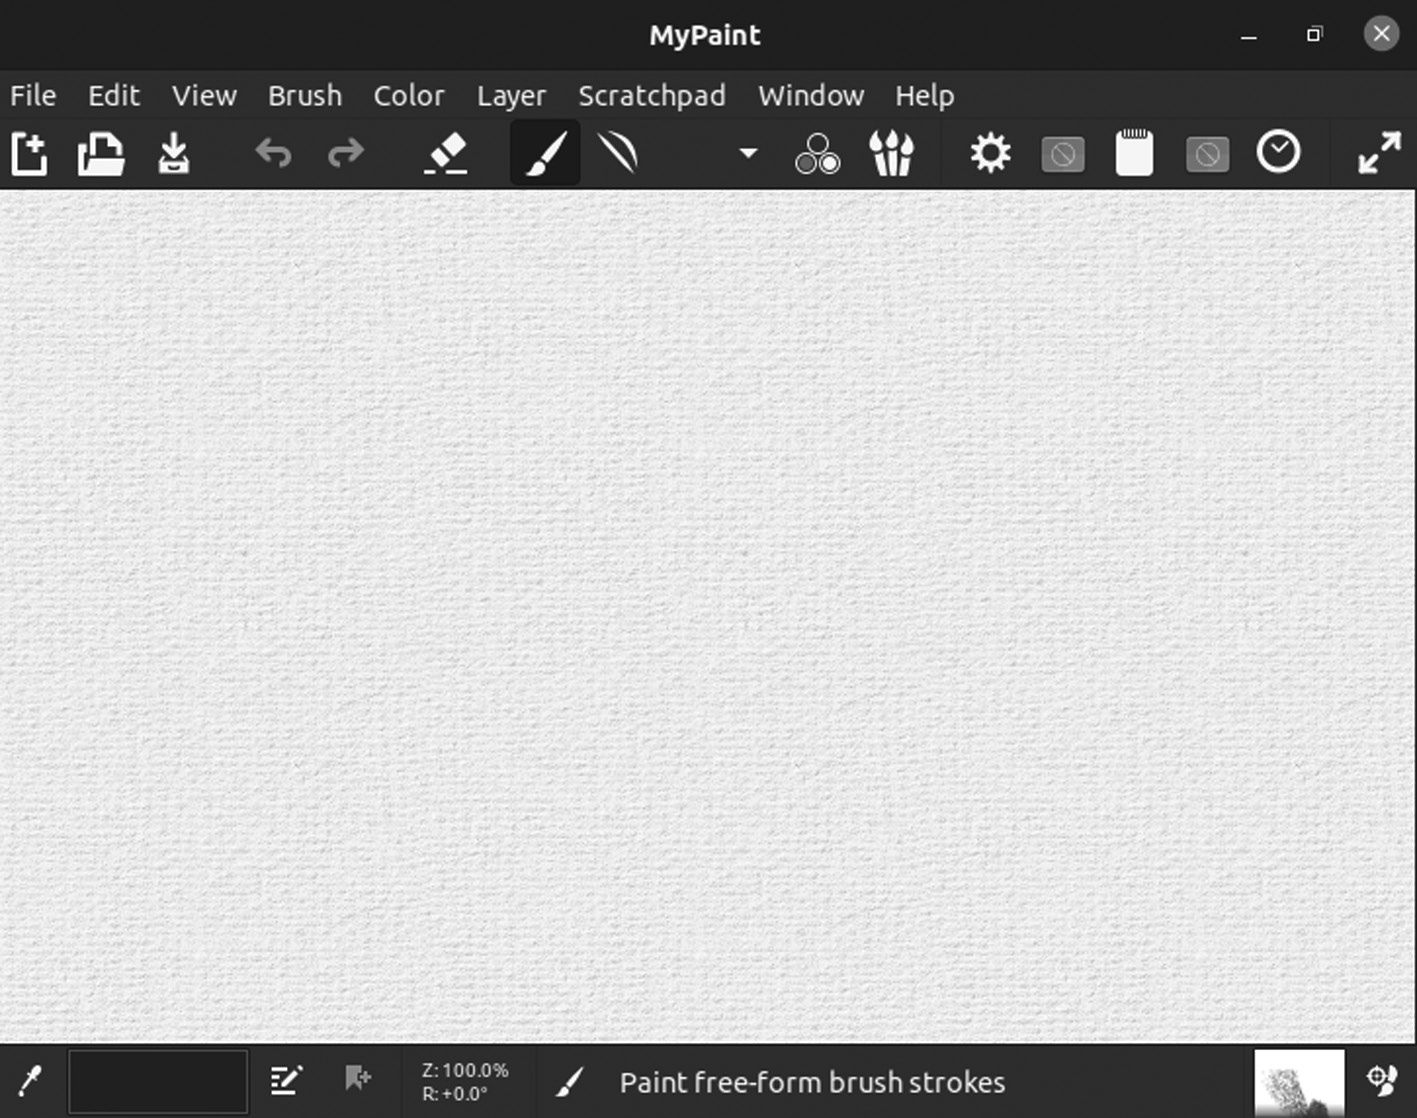 MyPaint
File Edit View Brush Color Layer Scratchpad Window Help
Z: 100.0%
R: +0.0°
Paint free-form brush strokes